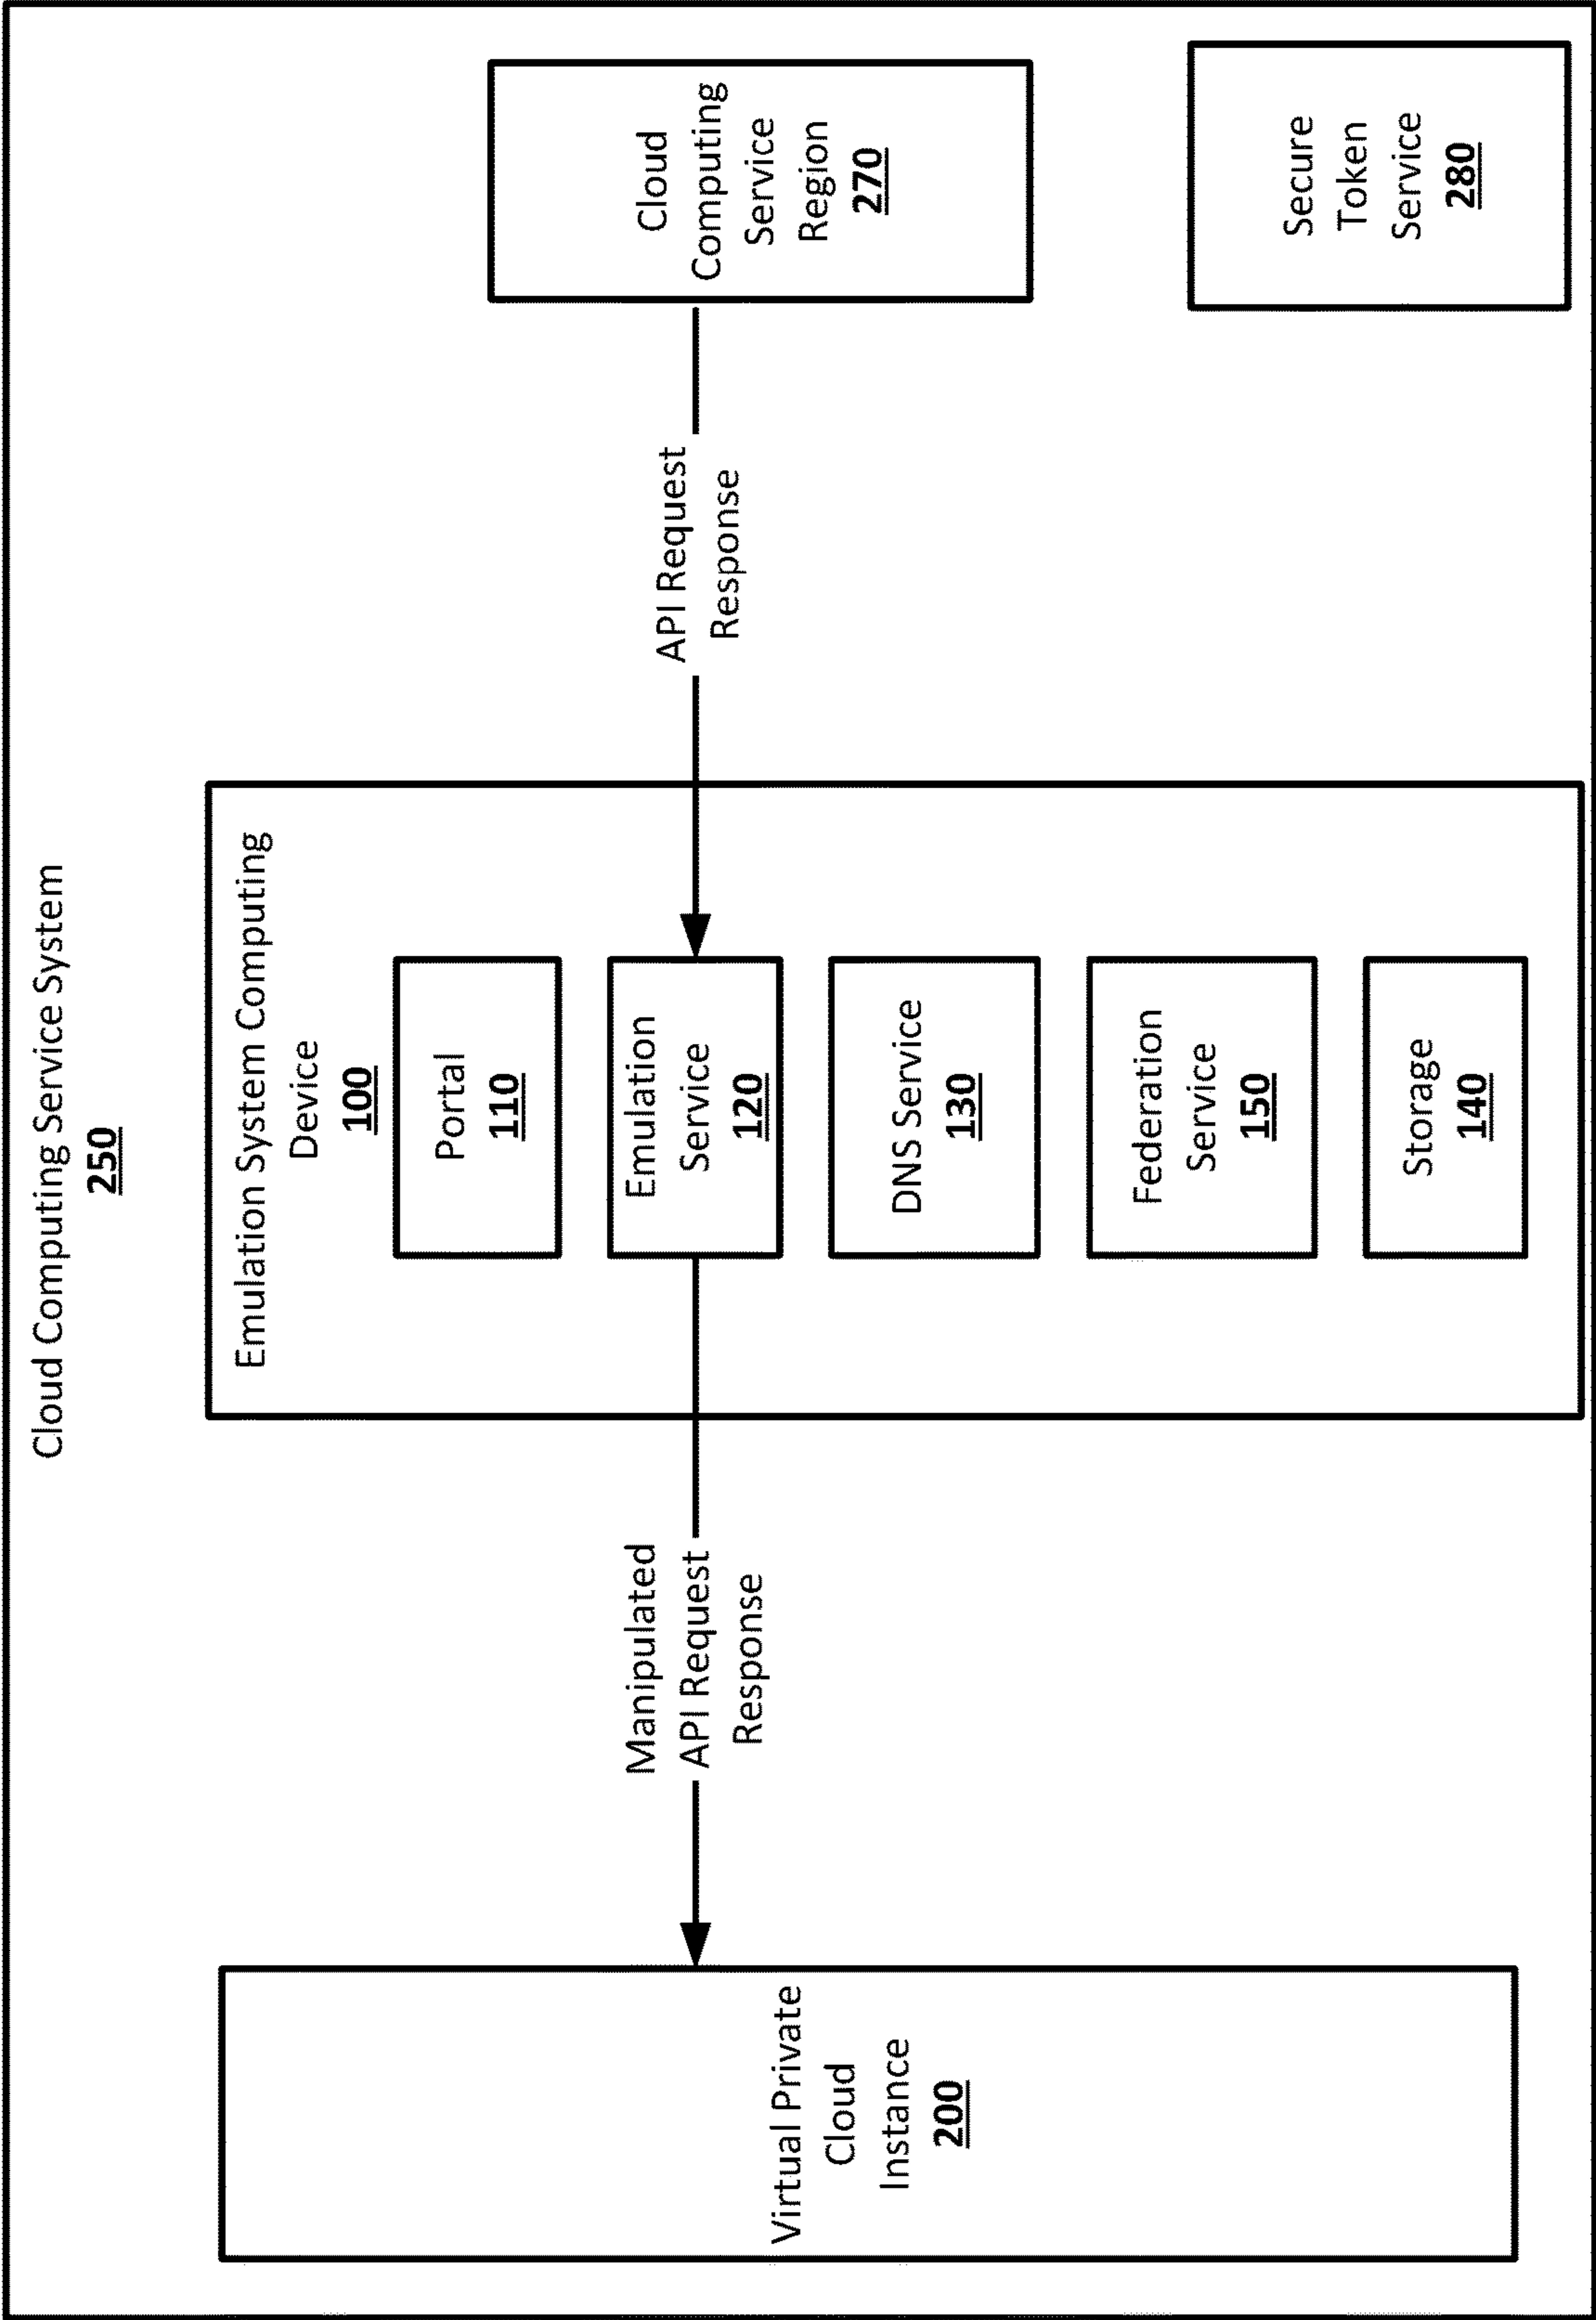 Cloud Computing Service System
250
Virtual Private
Cloud
Instance
200
Manipulated
API Request
Response
Emulation System Computing
Device
100
Portal
110
Emulation
Service
120
DNS Service
130
Federation
Service
150
Storage
140
API Request
Response
Cloud
Computing
Service
Region
270
Secure
Token
Service
280